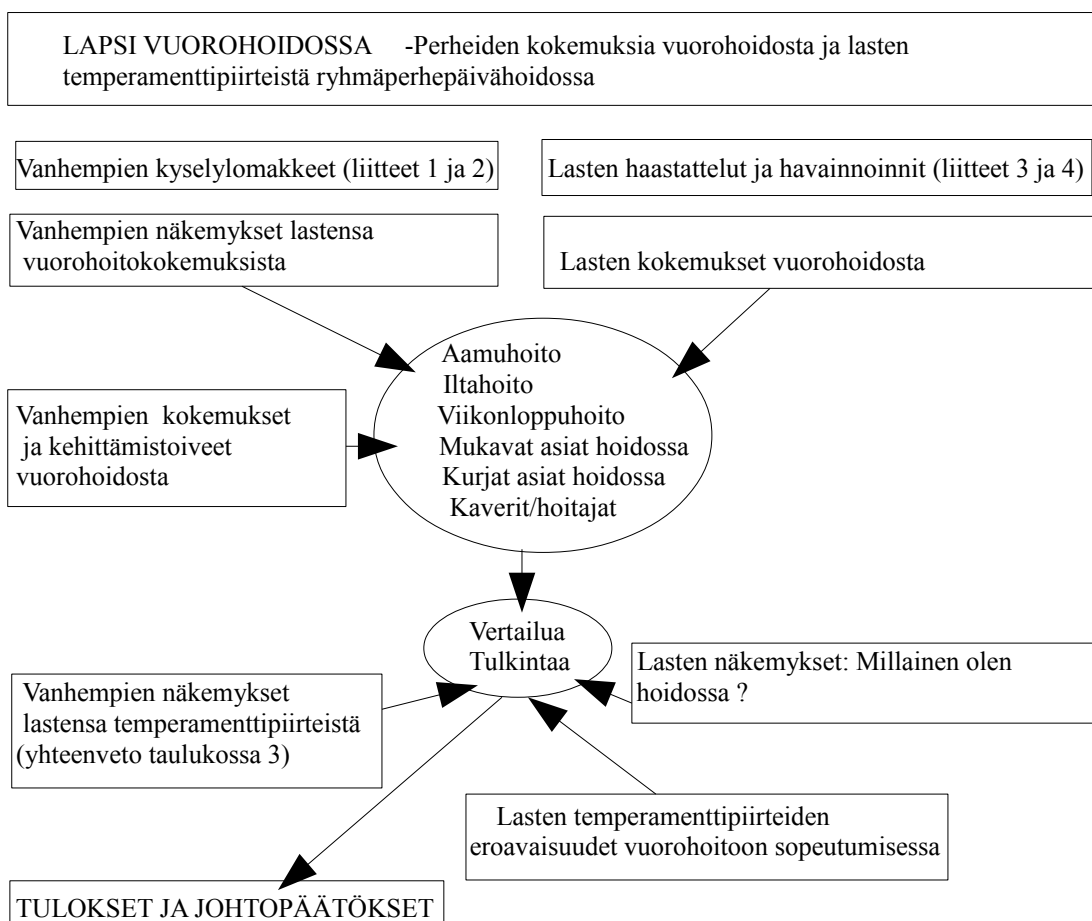 LAPSI VUOROHOIDOSSA -Perheiden kokemuksia vuorohoidosta ja lasten
temperamenttipiirteistä ryhmäperhepäivähoidossa
Vanhempien kyselylomakkeet (liitteet 1 ja 2)
Lasten haastattelut ja havainnoinnit (liitteet 3 ja 4)
Vanhempien näkemykset lastensa
vuorohoitokokemuksista
Lasten kokemukset vuorohoidosta
Aamuhoito
Iltahoito
Viikonloppuhoito
Mukavat asiat hoidossa
Kurjat asiat hoidossa
Kaverit/hoitajat
Vanhempien kokemukset
ja kehittämistoiveet
vuorohoidosta
Vertailua
Tulkintaa
Lasten näkemykset: Millainen olen
hoidossa ?
Vanhempien näkemykset
lastensa temperamenttipiirteistä
(yhteenveto taulukossa 3)
Lasten temperamenttipiirteiden
eroavaisuudet vuorohoitoon sopeutumisessa
TULOKSET JA JOHTOPÄÄTÖKSET